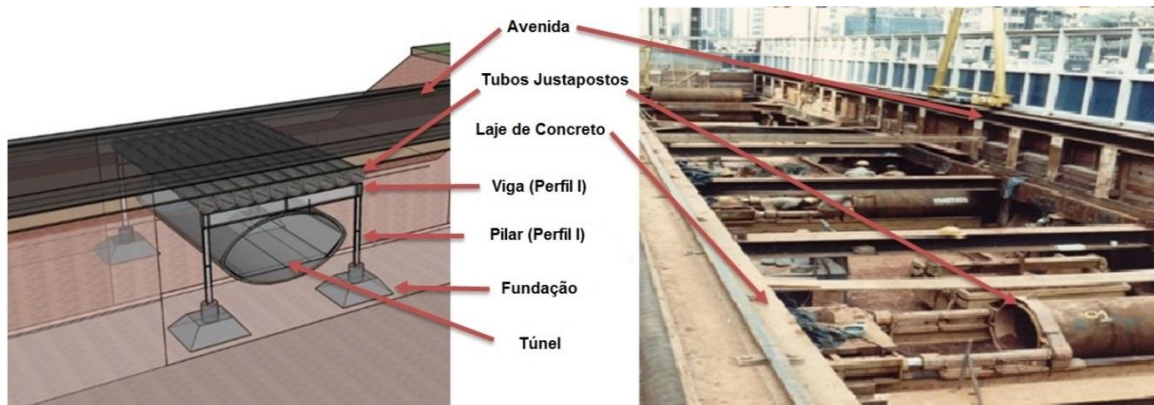 Avenida
Tubos Justapostos
Laje de Concreto
Viga (Perfil I)
Pilar (Perfil I)
Fundação
Túnel